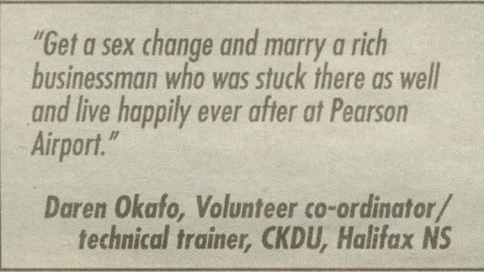 "Get a sex change and marry a rich
businessman who was stuck there as well
and live happily ever after at Pearson
Airport."
Daren Okafo, Volunteer co-ordinator/
technical trainer, CKDU, Halifax NS